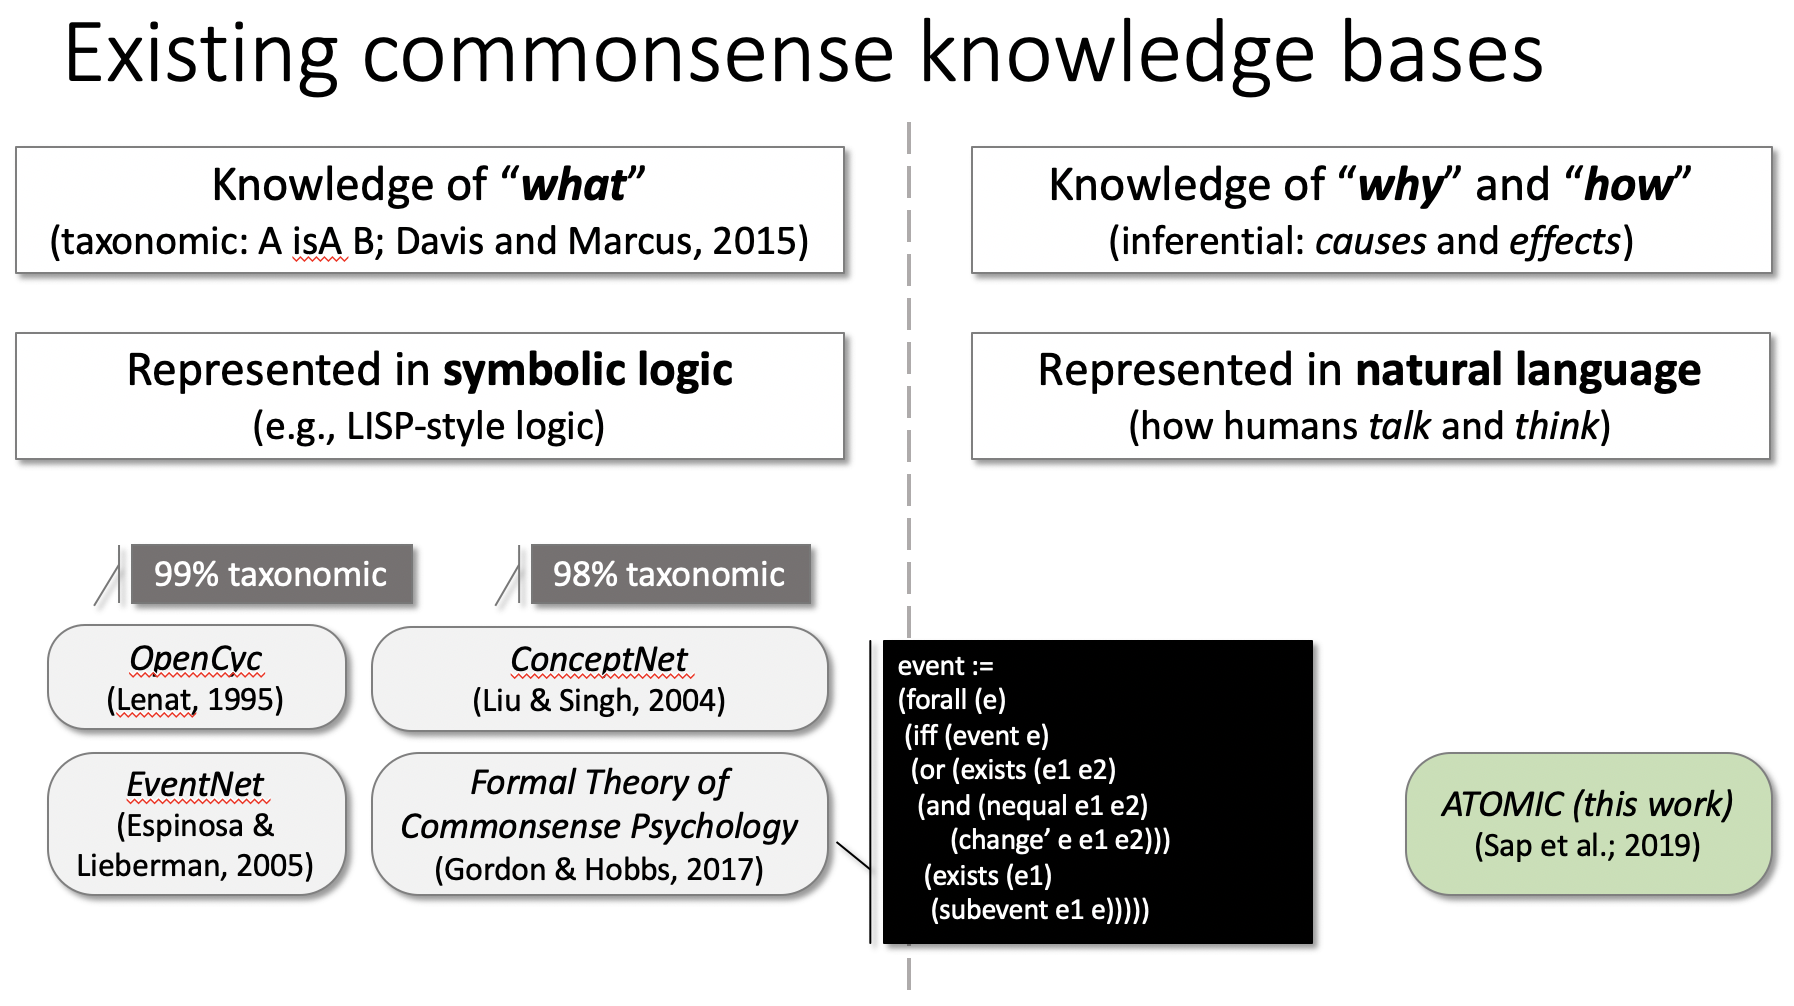 Existing commonsense knowledge bases
Knowledge of “what”
(taxonomic: A isA B; Davis and Marcus, 2015)
Knowledge of “why” and “how”
(inferential: causes and effects)
Represented in symbolic logic
(e.g., LISP-style logic)
Represented in natural language
(how humans talk and think)
99% taxonomic
98% taxonomic
OpenCyc
(Lenat, 1995)
ConceptNet
(Liu & Singh, 2004)
EventNet
(Espinosa &
Lieberman, 2005)
Formal Theory of
Commonsense Psychology
(Gordon & Hobbs, 2017)
event :=
(forall (e)
(iff (event e)
(or (exists (e1 e2)
(and (nequal e1 e2)
(change’ e e1 e2)))
(exists (e1)
(subevent e1 e)))))
ATOMIC (this work)
(Sap et al.; 2019)